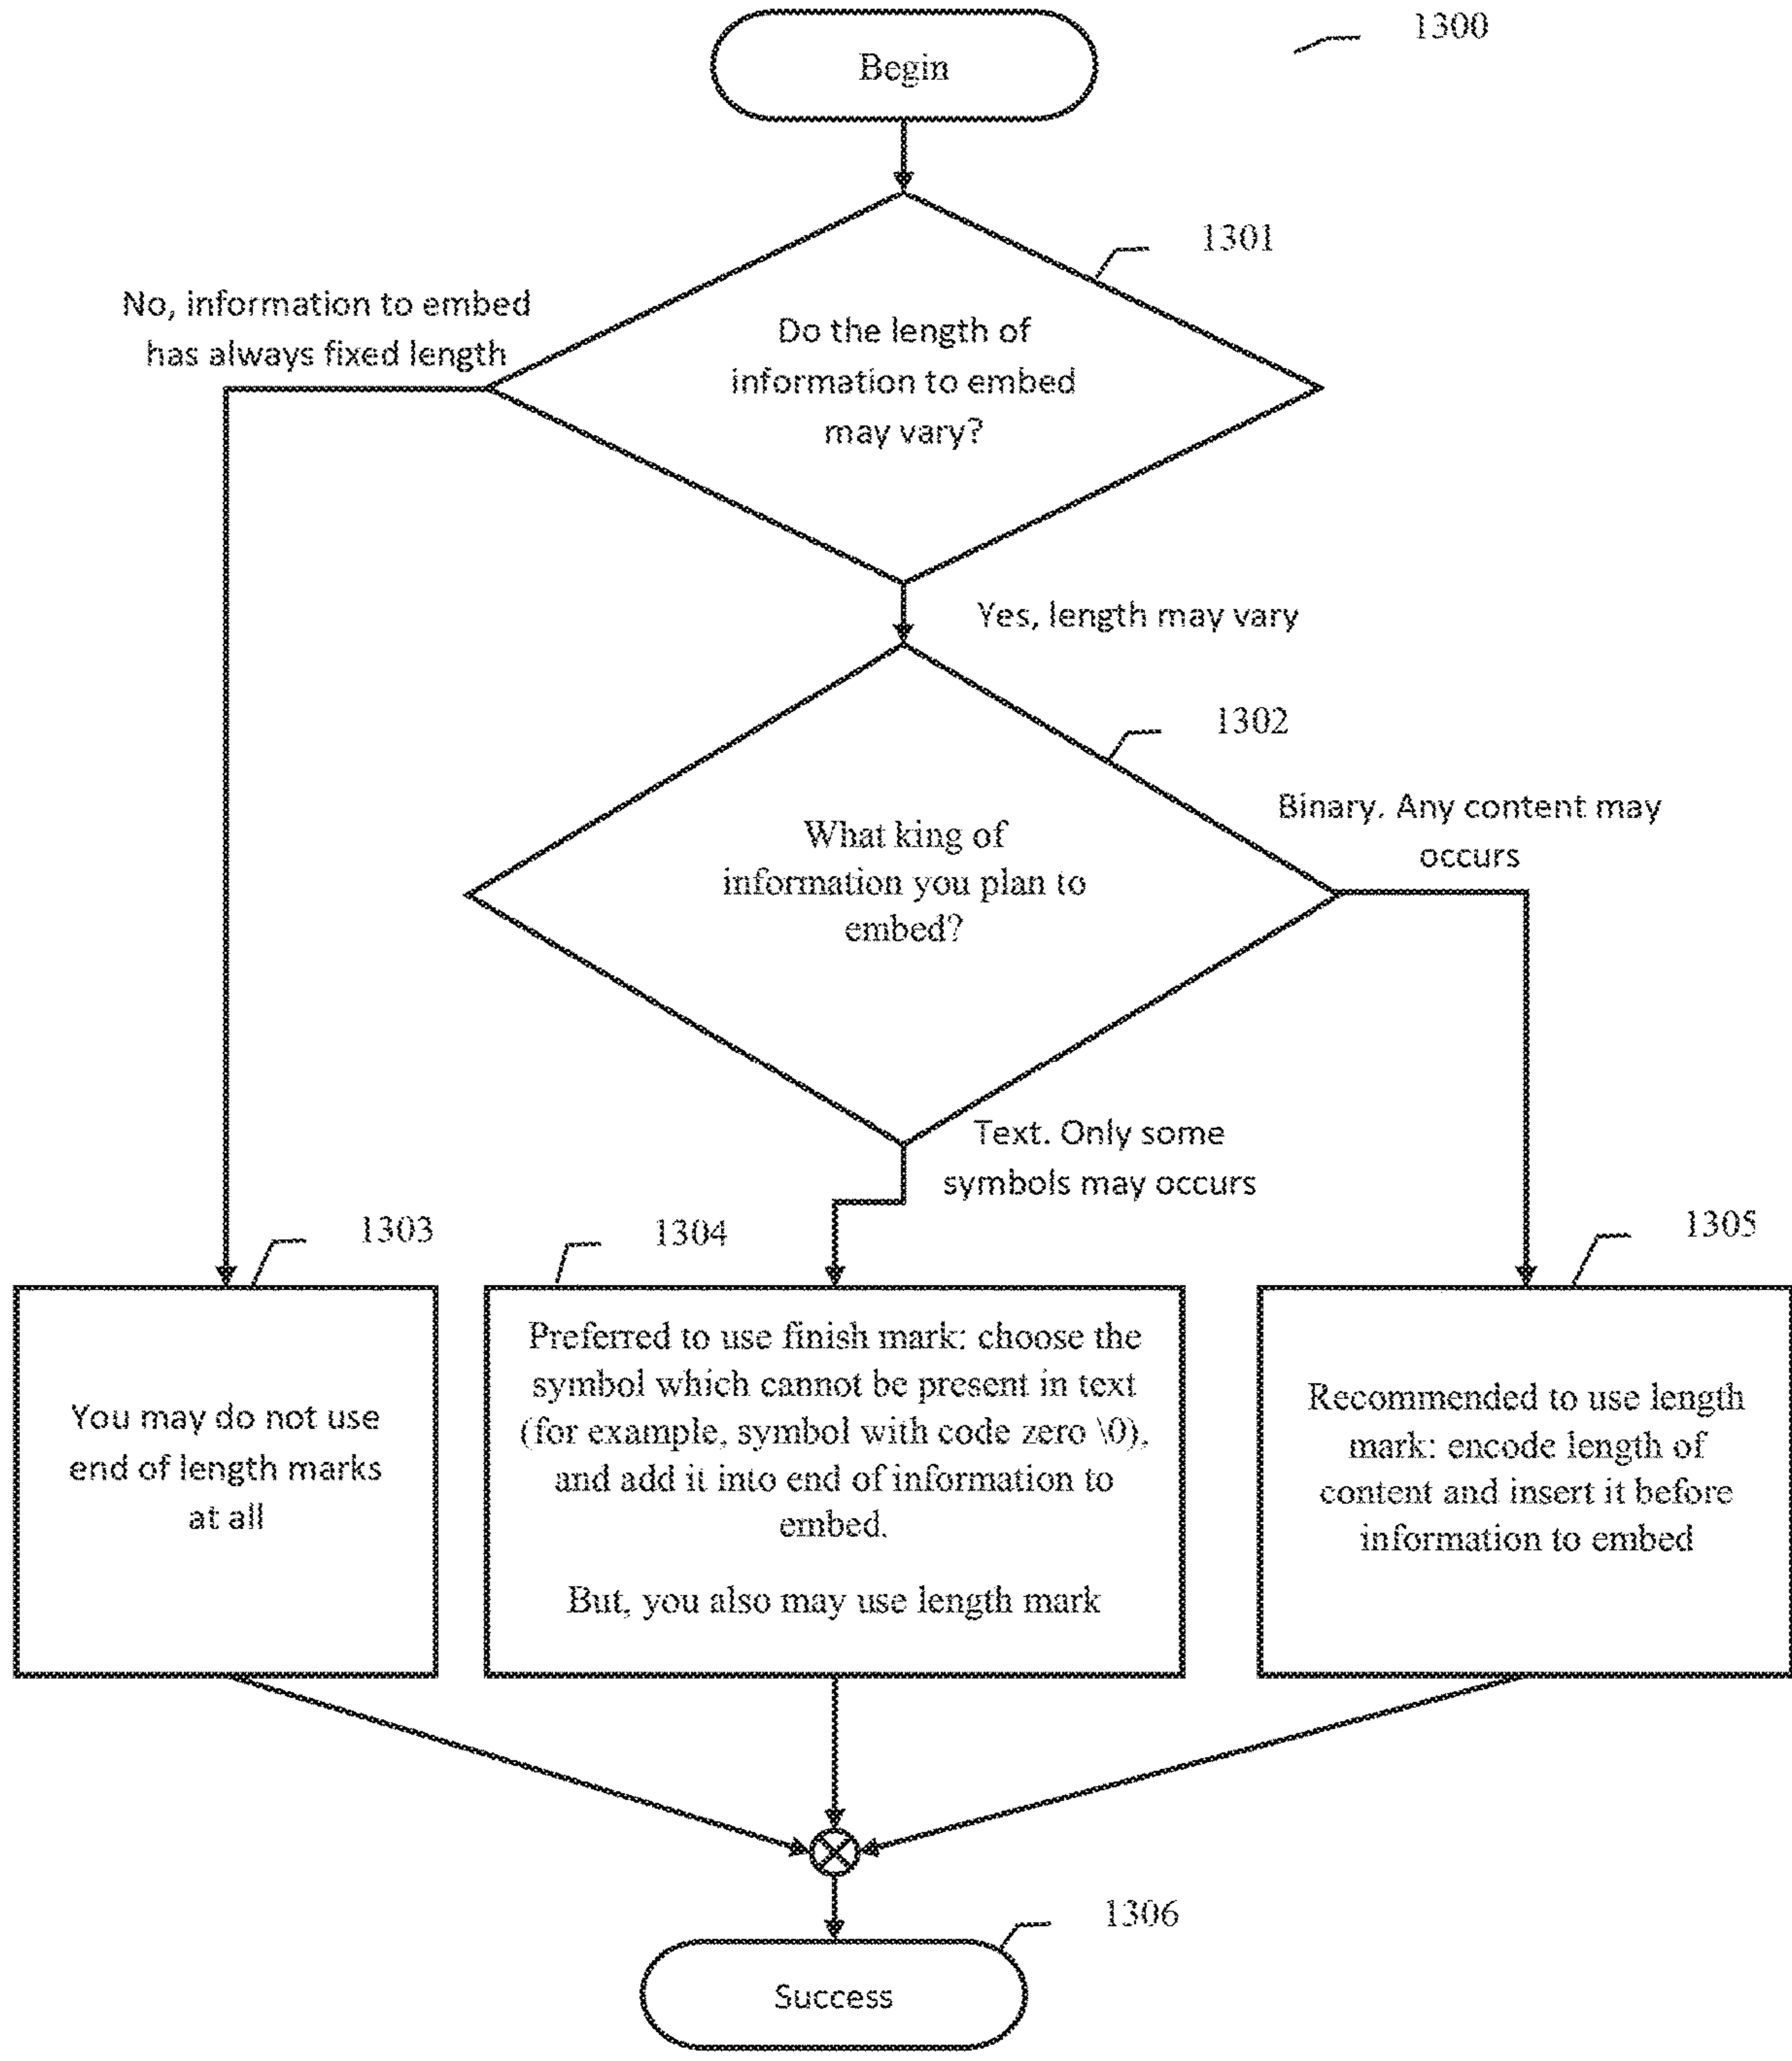 1300
Begin
1301
No, information to embed
has always fixed length
Do the length of
information to embed
may vary?
Yes, length may vary
1302
Binary. Any content may
occurs
What king of
information you plan to
embed?
Text. Only some
symbols may occurs
1303
1304
1305
You may do not use
end of length marks
at all
Preferred to use finish mark: choose the
symbol which cannot be present in text
(for example, symbol with code zero \0),
and add it into end of information to
embed.
But, you also may use length mark
Recommended to use length
mark: encode length of
content and insert it before
information to embed
1306
Success